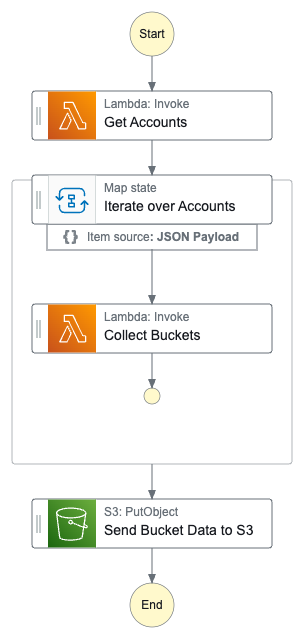 Start
Lambda: Invoke
Get Accounts
Map state
Iterate over Accounts
{} Item source: JSON Payload
Lambda: Invoke
Collect Buckets
S3: PutObject
Send Bucket Data to S3
End